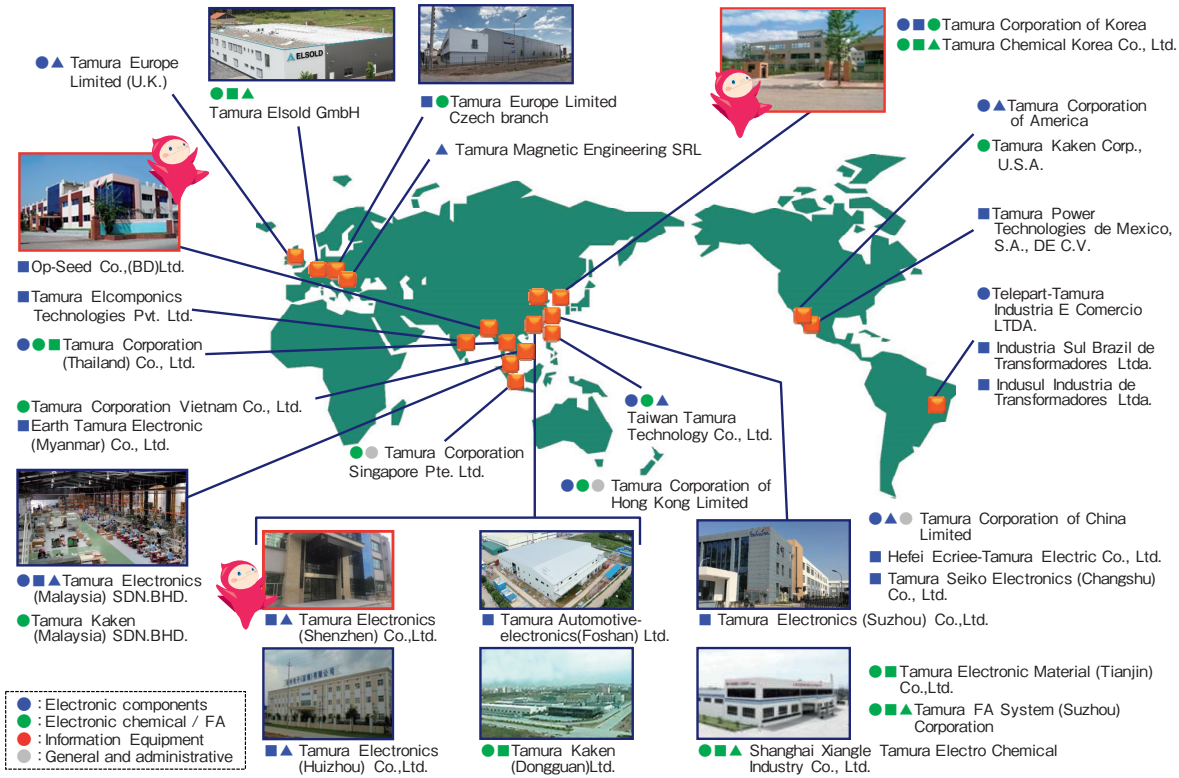 Tamura Europe
Limited (U.K.)
ELSOLD
Tamura Elsold GmbH
Tamura Europe Limited
Czech branch
Tamura Magnetic Engineering SRL
Tamura Corporation of Korea
Tamura Chemical Korea Co., Ltd.
Tamura Corporation
of America
Tamura Kaken Corp.,
U.S.A.
Tamura Power
Technologies de Mexico,
S.A., DE C.V.
Telepart-Tamura
Industria E Comercio
LTDA.
Industria Sul Brazil de
Transformadores Ltda.
Indusul Industria de
Transformadores Ltda.
Op-Seed Co.,(BD)Ltd.
Tamura Elcomponics
Technologies Pvt. Ltd.
Tamura Corporation
(Thailand) Co., Ltd.
Tamura Corporation Vietnam Co., Ltd.
Earth Tamura Electronic
(Myanmar) Co., Ltd.
Tamura Corporation
Singapore Pte. Ltd.
Taiwan Tamura
Technology Co., Ltd.
Tamura Corporation of
Hong Kong Limited
Tamura Electronics
(Malaysia) SDN.BHD.
Tamura Kaken
(Malaysia) SDN.BHD.
Tamura Electronics
(Shenzhen) Co.,Ltd.
Tamura Automotive-
electronics(Foshan) Ltd.
Tamura Electronics (Suzhou) Co.,Ltd.
Tamura Corporation of China
Limited
Hefei Ecriee-Tamura Electric Co., Ltd.
Tamura Seiko Electronics (Changshu)
Co., Ltd.
Tamura Electronics
(Huizhou) Co.,Ltd.
Tamura Kaken
(Dongguan)Ltd.
Tamura Electronic Material (Tianjin)
Co.,Ltd.
Tamura FA System (Suzhou)
Corporation
Shanghai Xiangle Tamura Electro Chemical
Industry Co., Ltd.
: Electronic components
: Electronic chemical / FA
: Information Equipment
: General and administrative